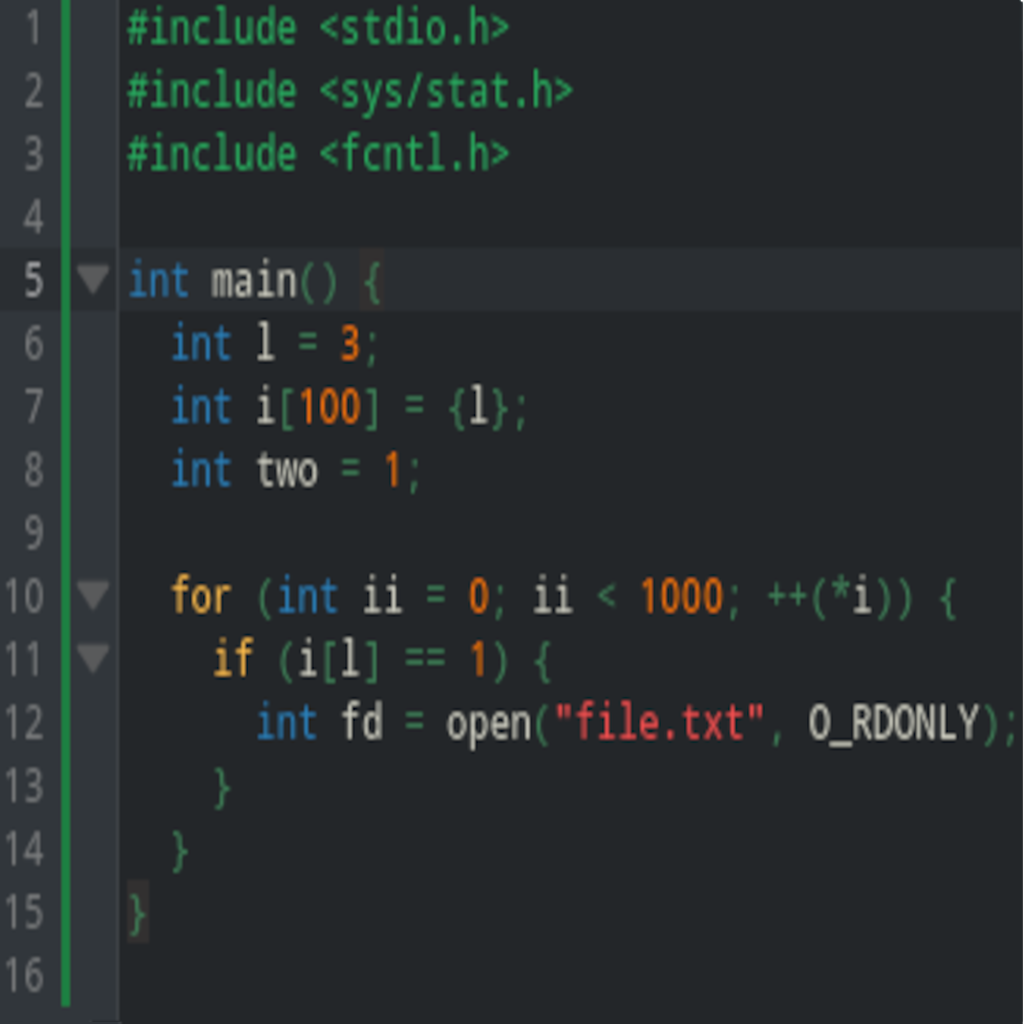 1 #include <stdio.h>
2 #include <sys/stat.h>
3 #include <fcntl.h>
4
5 int main() {
6   int l = 3;
7   int i[100] = {l};
8   int two = 1;
9
10   for (int ii = 0; ii < 1000; ++(*i)) {
11     if (i[l] == 1) {
12       int fd = open("file.txt", O_RDONLY);
13     }
14   }
15 }
16